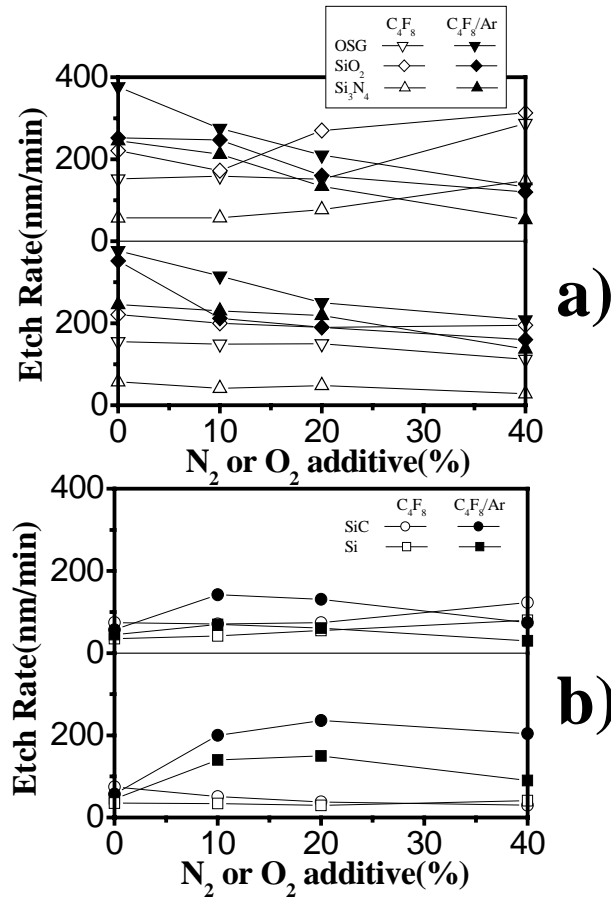 C₄F₈ C₄F₈/Ar
OSG
SiO₂
Si₃N₄
400
200
0
200
0
0 10 20 30 40
Etch Rate(nm/min)
N₂ or O₂ additive(%)
a)
C₄F₈ C₄F₈/Ar
SiC
Si
400
200
0
200
0
0 10 20 30 40
Etch Rate(nm/min)
N₂ or O₂ additive(%)
b)